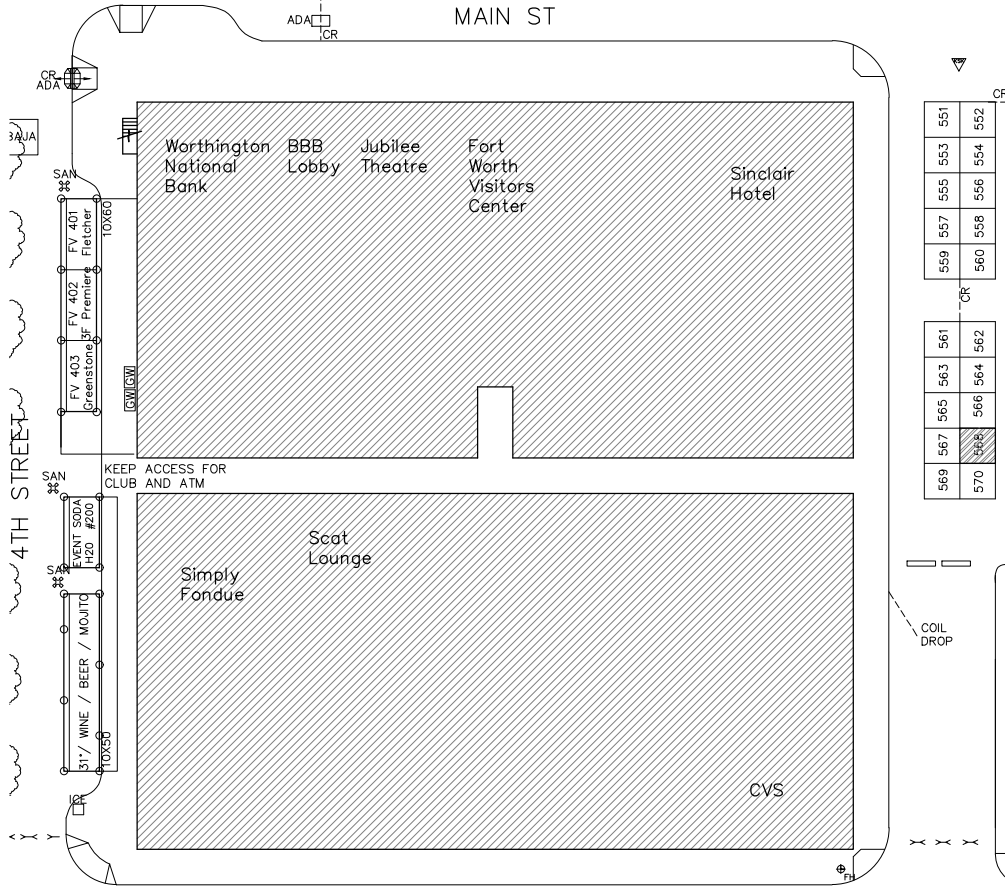 MAIN ST
ADA
CR
CR
ADA
BAJA
SAN
FV 401
Fletcher
10X60
FV 402
3F Premiere
FV 403
Greenstone
GW
GW
Worthington
National
Bank
BBB
Lobby
Jubilee
Theatre
Fort
Worth
Visitors
Center
Sinclair
Hotel
CR
551
552
553
554
555
556
557
558
559
560
CR
561
562
563
564
565
566
567
568
569
570
4TH STREET
KEEP ACCESS FOR
CLUB AND ATM
SAN
EVENT SODA
H20 #200
SAN
31'/ WINE / BEER / MOJITO
10X50
ICE
Scat
Lounge
Simply
Fondue
COIL
DROP
CVS
FH